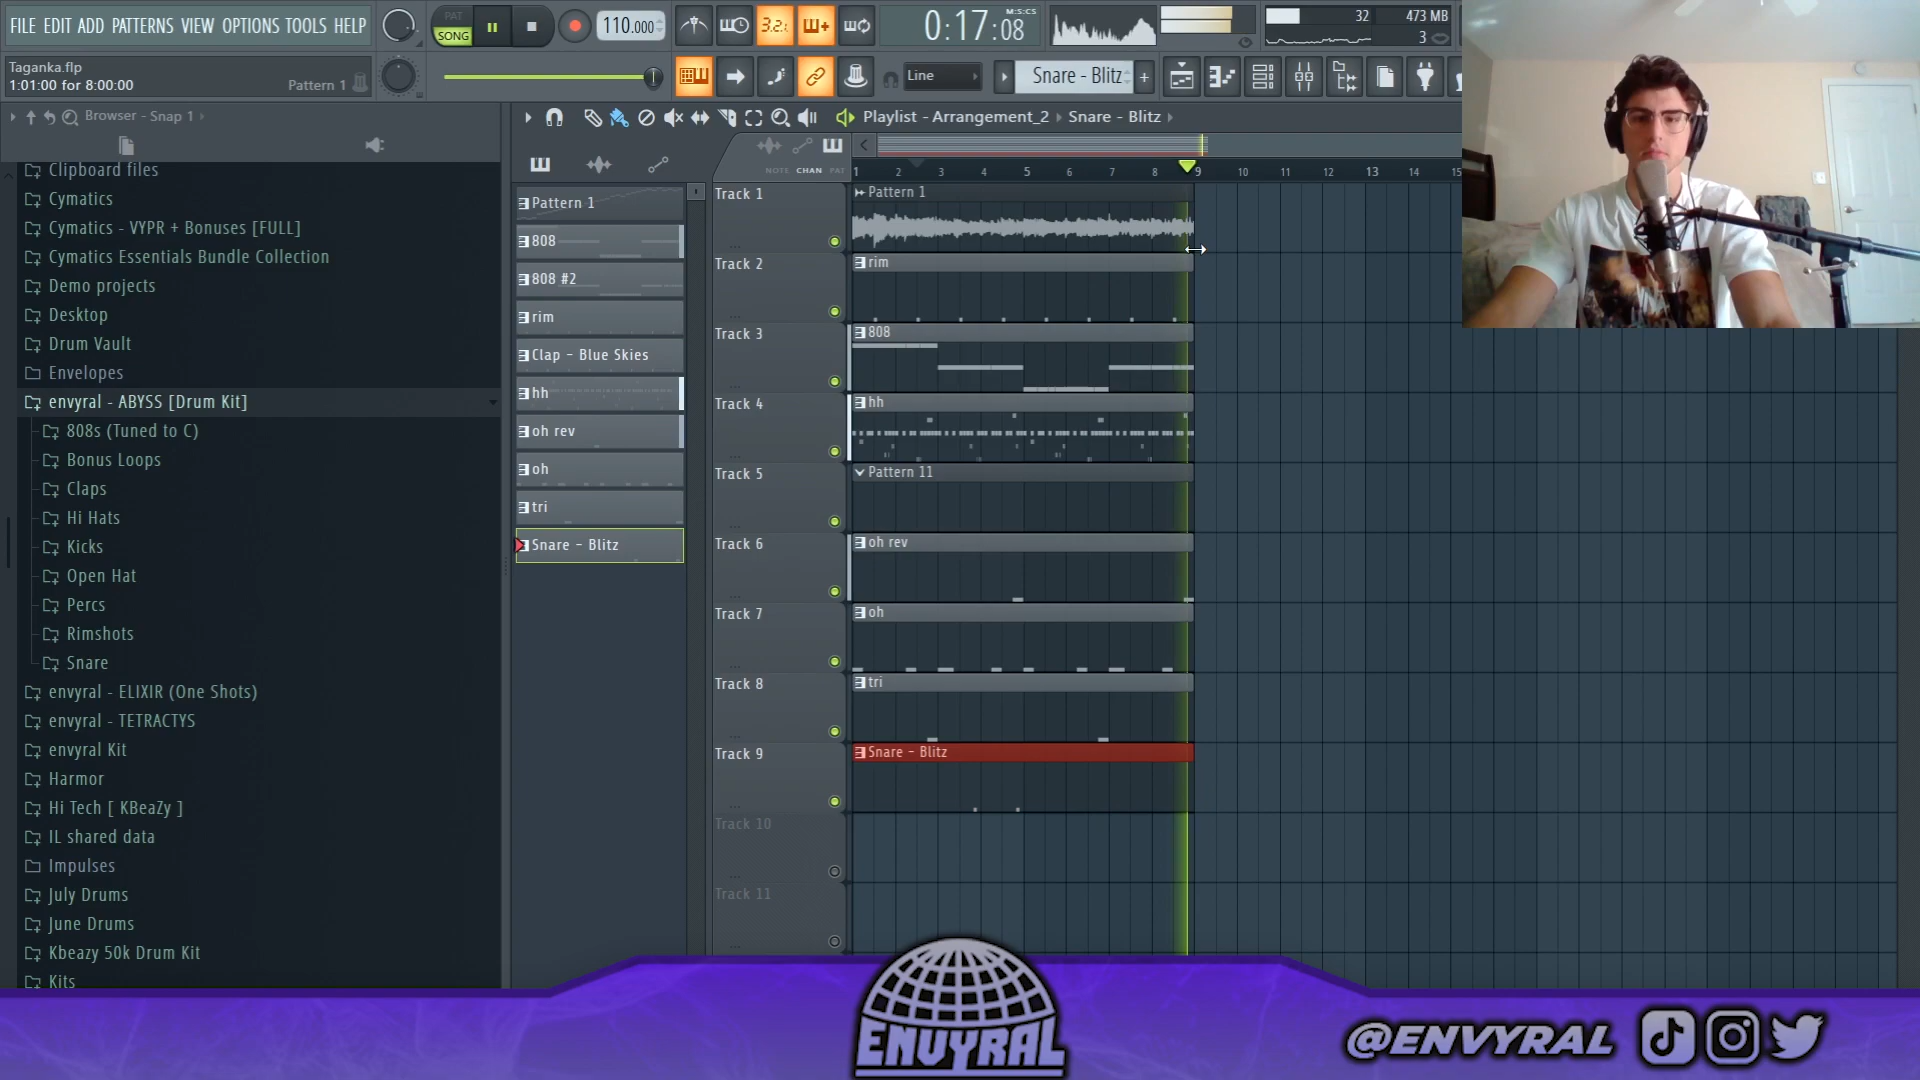 FILE EDIT ADD PATTERNS VIEW OPTIONS TOOLS HELP
PAT
SONG
110.000
3.2.
0:17:08
M:S:CS
32
473 MB
3
Taganka.flp
1:01:00 for 8:00:00
Pattern 1
Line
Snare - Blitz
+
Browser - Snap 1
Playlist - Arrangement_2 › Snare - Blitz
NOTE CHAN PAT
1 2 3 4 5 6 7 8 9 10 11 12 13 14 15
Clipboard files
Cymatics
Cymatics - VYPR + Bonuses [FULL]
Cymatics Essentials Bundle Collection
Demo projects
Desktop
Drum Vault
Envelopes
envyral - ABYSS [Drum Kit]
808s (Tuned to C)
Bonus Loops
Claps
Hi Hats
Kicks
Open Hat
Percs
Rimshots
Snare
envyral - ELIXIR (One Shots)
envyral - TETRACTYS
envyral Kit
Harmor
Hi Tech [ KBeaZy ]
IL shared data
Impulses
July Drums
June Drums
Kbeazy 50k Drum Kit
Kits
Pattern 1
808
808 #2
rim
Clap - Blue Skies
hh
oh rev
oh
tri
Snare - Blitz
Track 1
Pattern 1
Track 2
rim
Track 3
808
Track 4
hh
Track 5
Pattern 11
Track 6
oh rev
Track 7
oh
Track 8
tri
Track 9
Snare - Blitz
Track 10
Track 11
ENVYRAL
@ENVYRAL